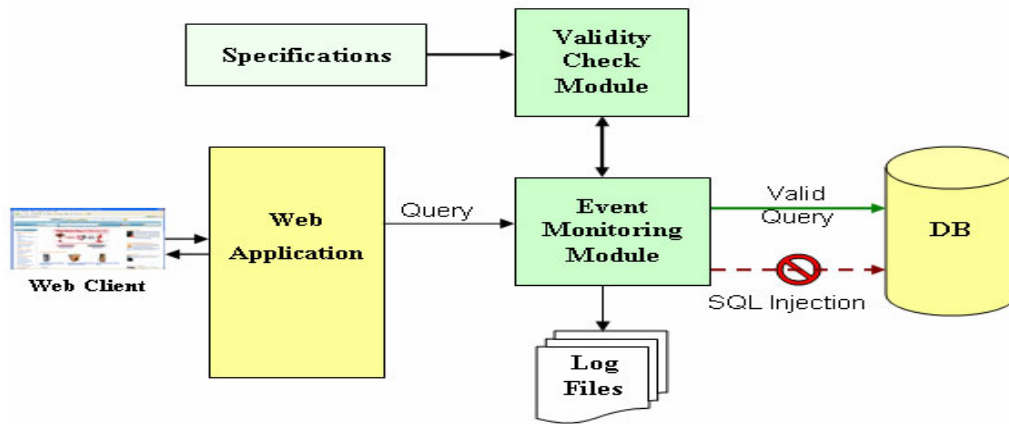 Specifications
Validity
Check
Module
Web
Application
Query
Event
Monitoring
Module
Valid
Query
SQL Injection
DB
Web Client
Log
Files